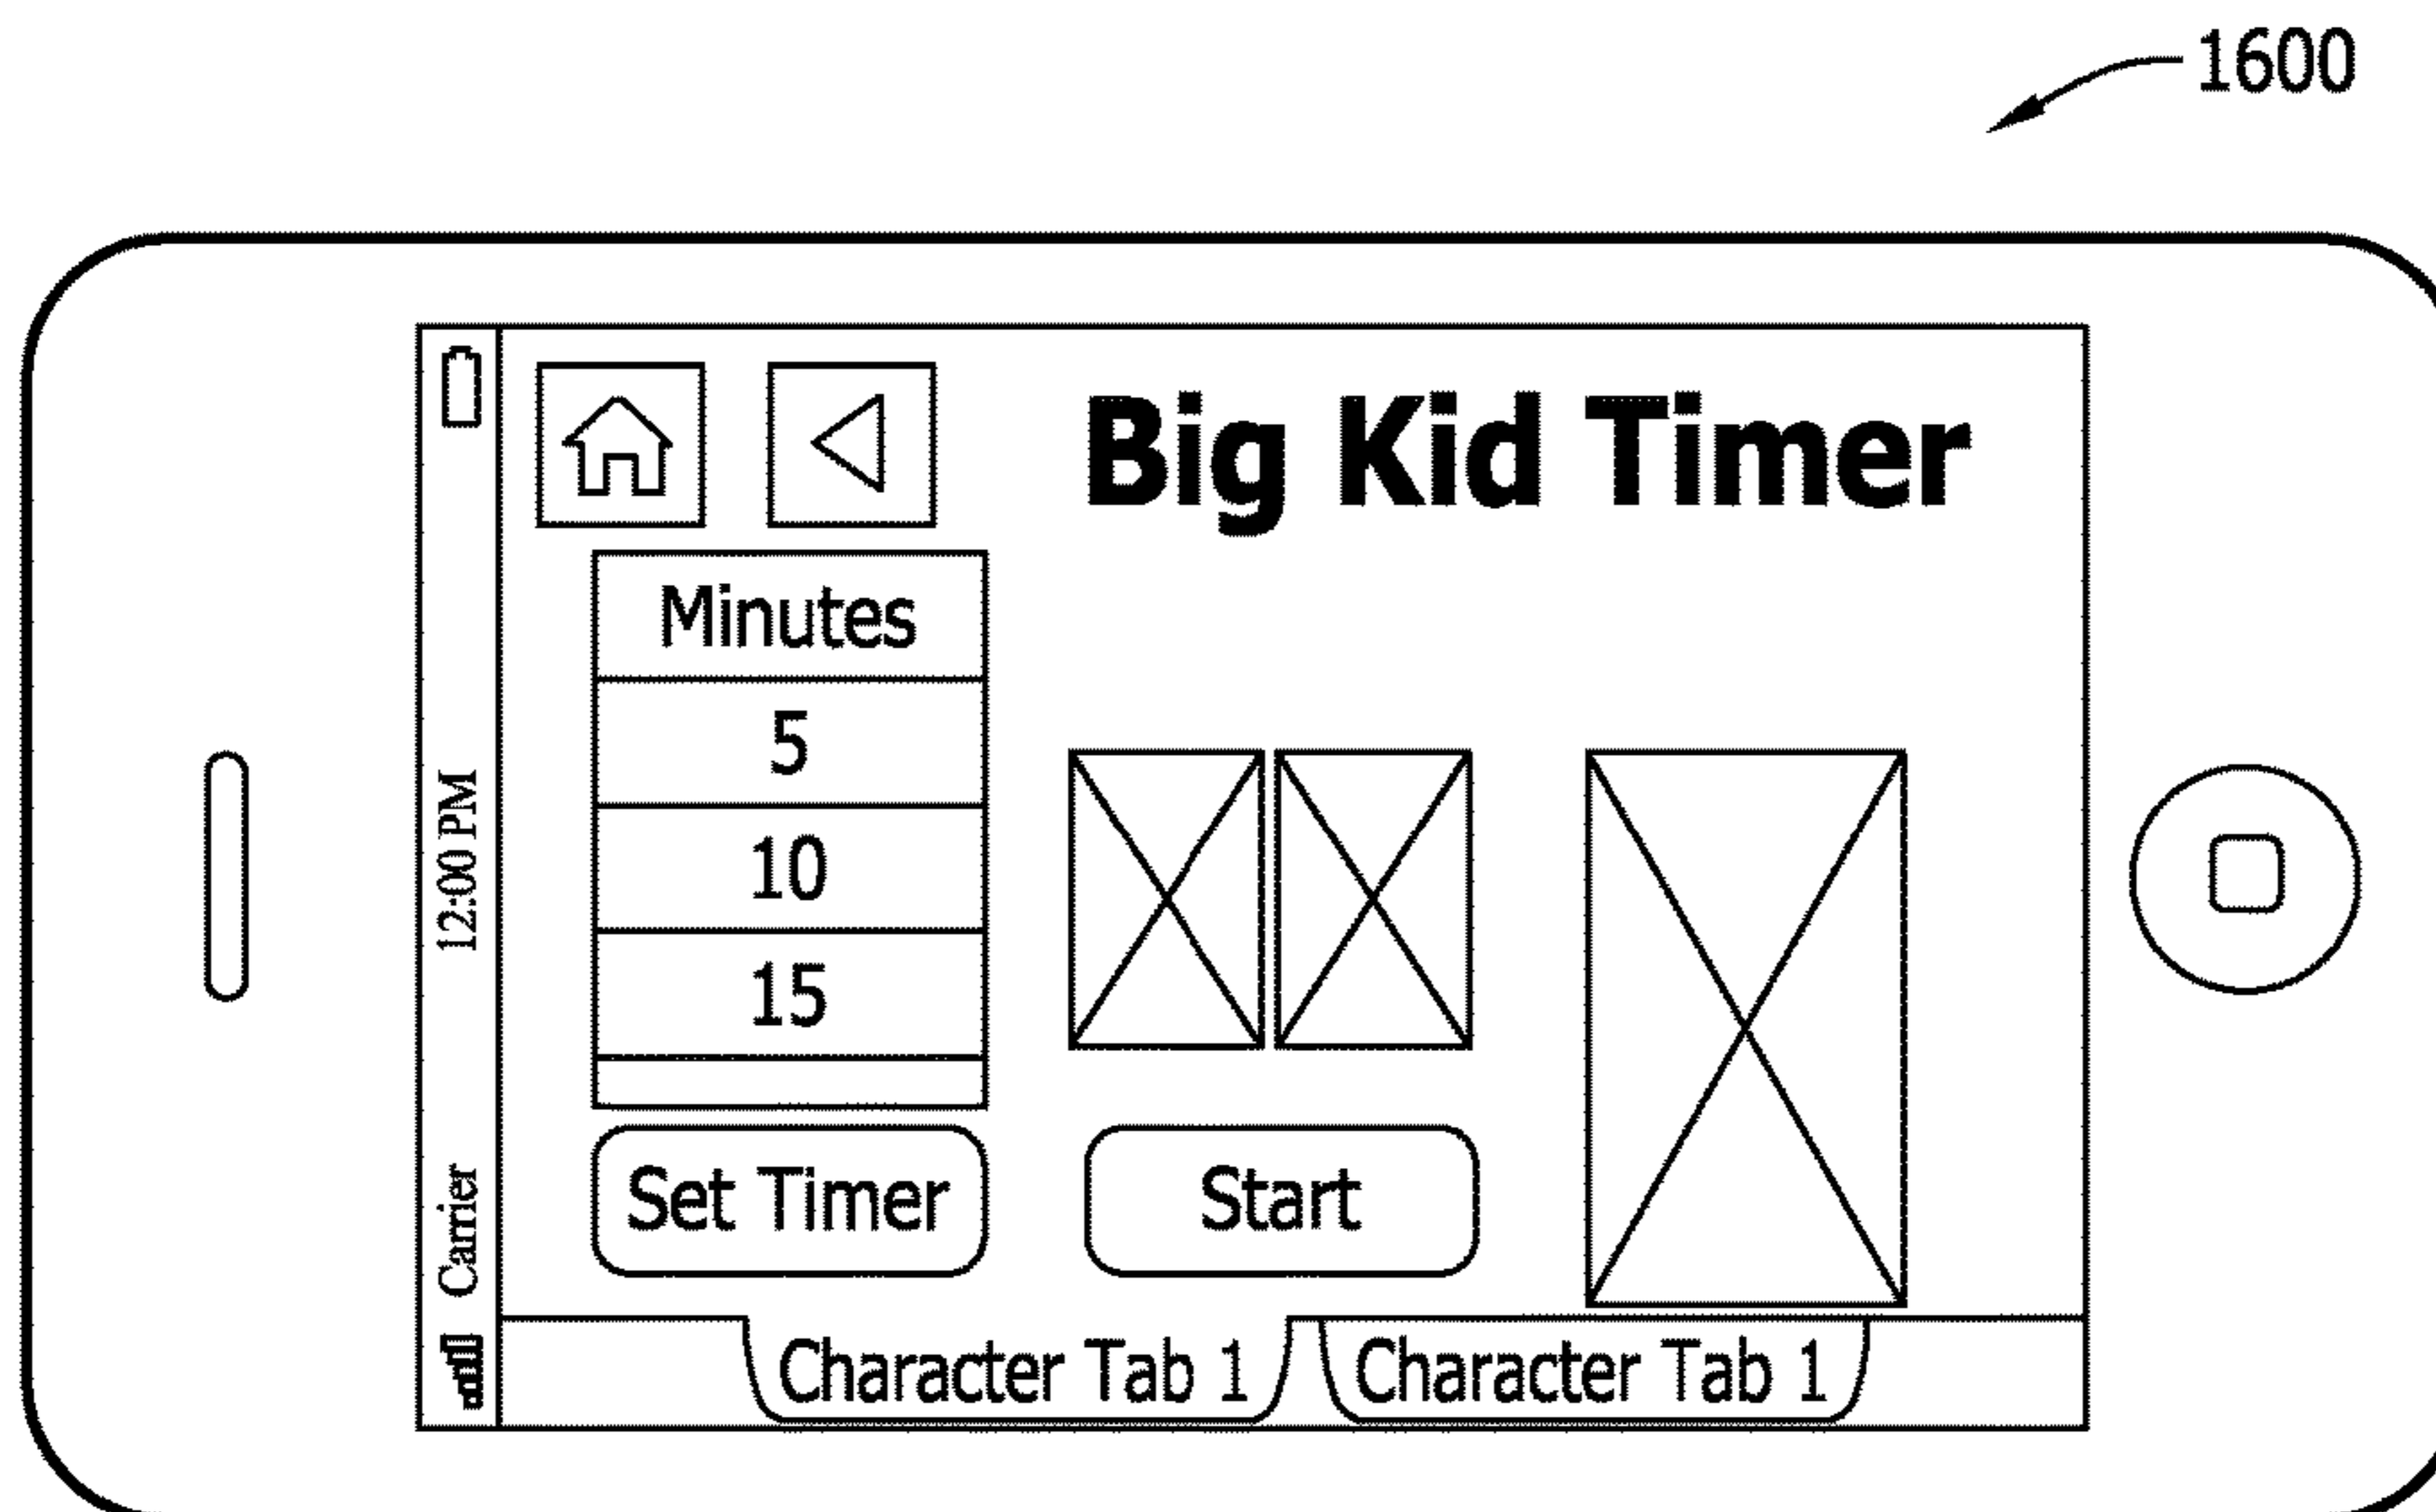 1600
Big Kid Timer
Minutes
5
10
15
Set Timer
Start
Character Tab 1
Character Tab 1
Carrier
12:00 PM